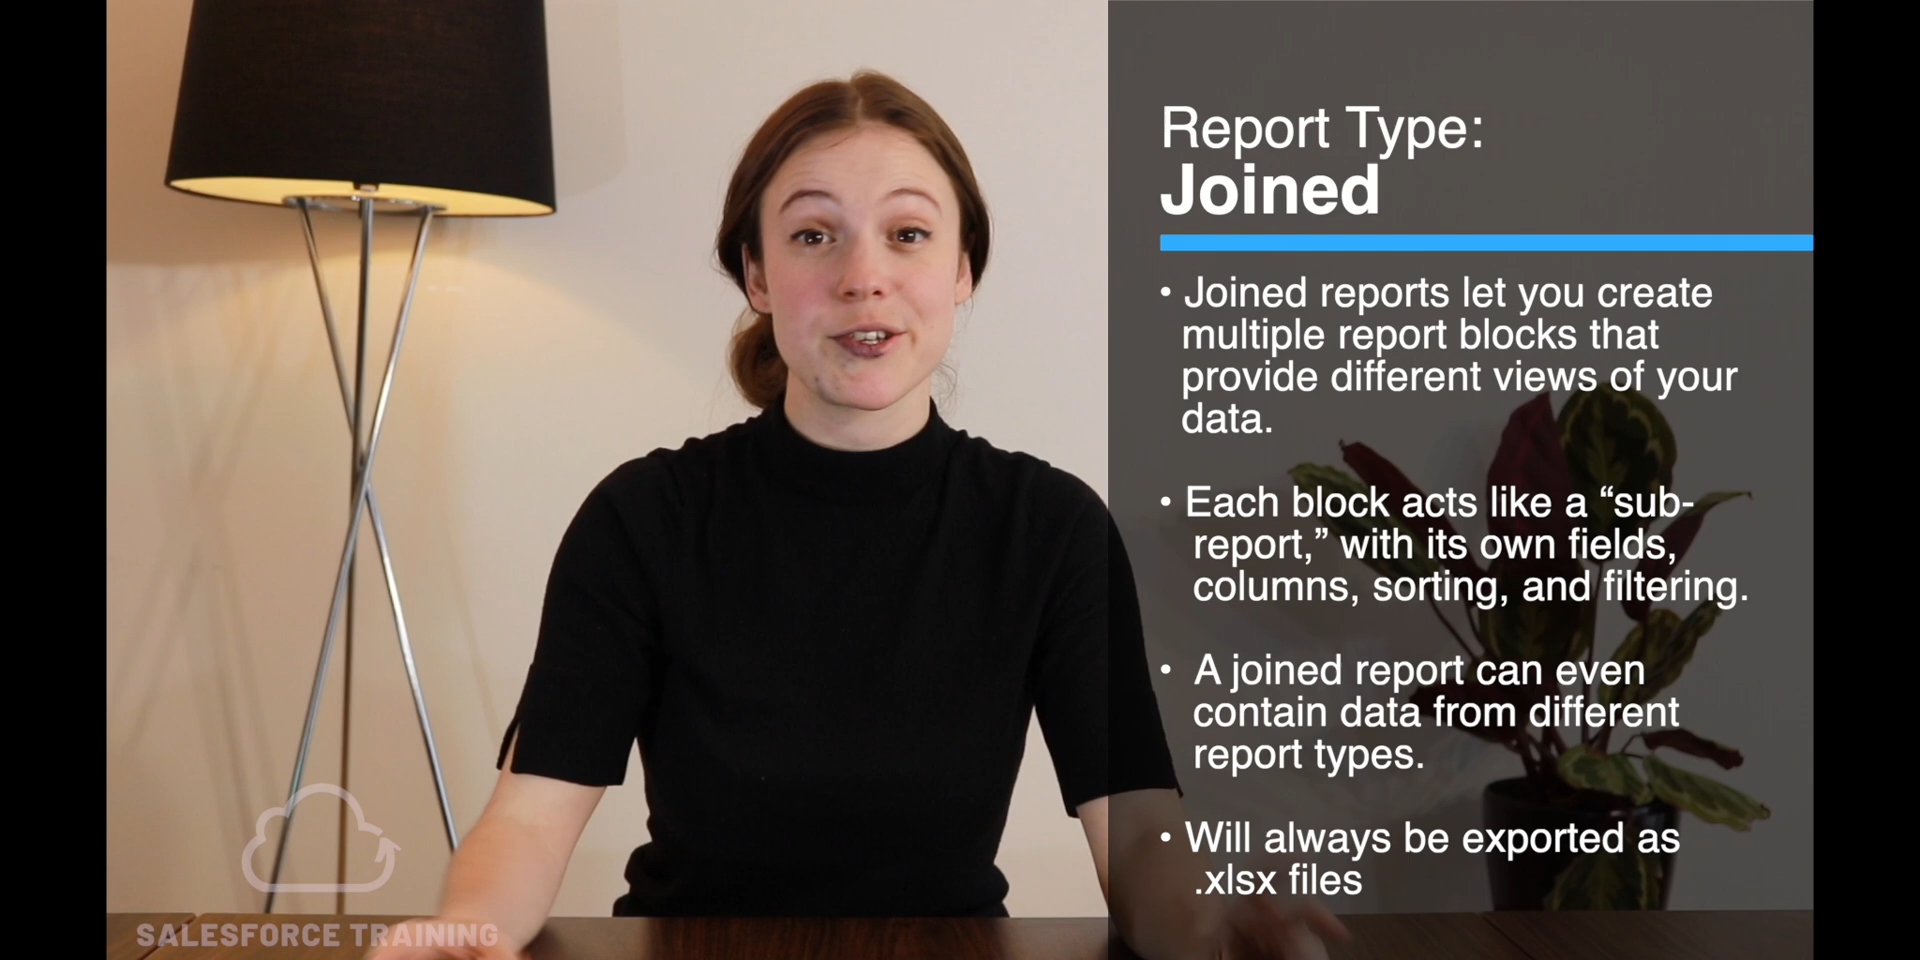 Report Type:
Joined
• Joined reports let you create
multiple report blocks that
provide different views of your
data.
• Each block acts like a “sub-
report,” with its own fields,
columns, sorting, and filtering.
• A joined report can even
contain data from different
report types.
• Will always be exported as
.xlsx files
SALESFORCE TRAINING